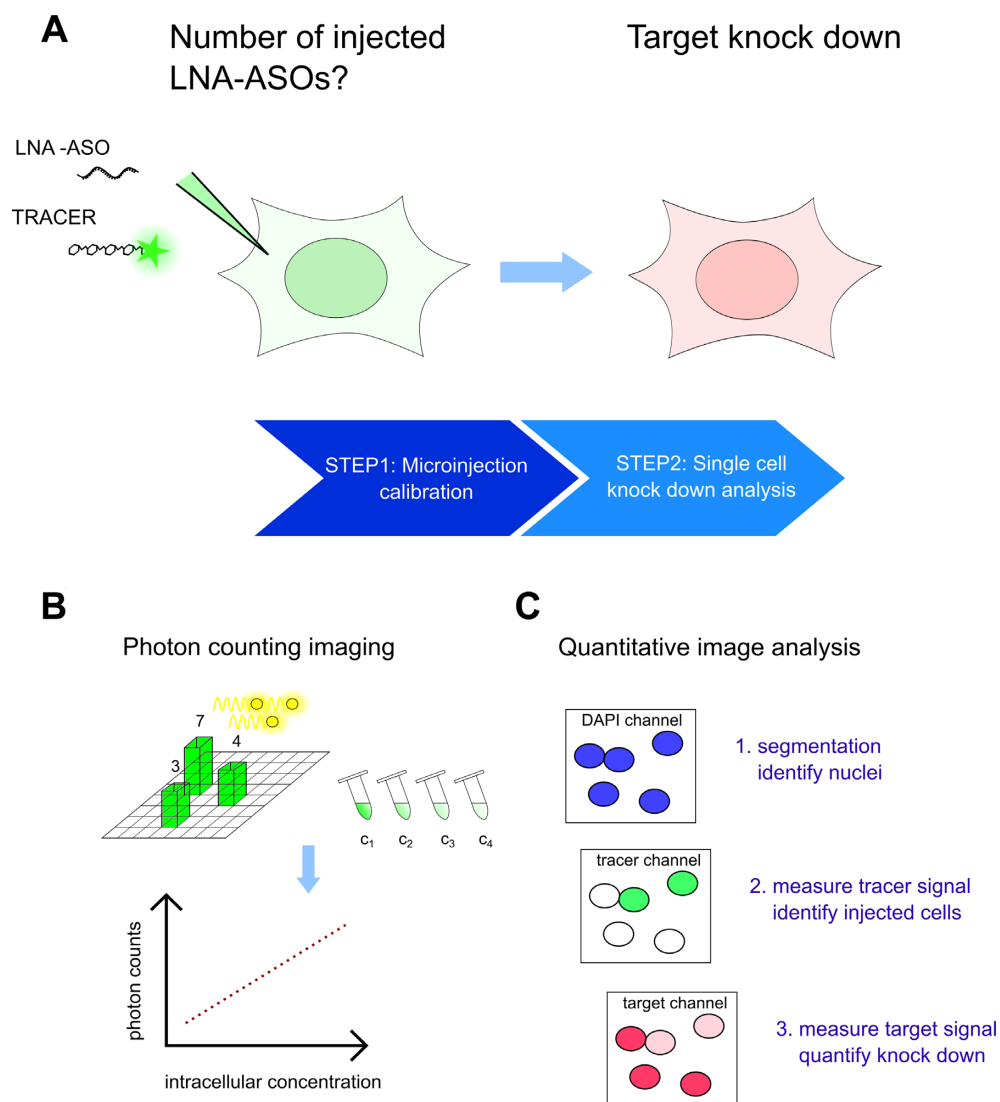 A
Number of injected
LNA-ASOs?
Target knock down
LNA -ASO
TRACER
STEP1: Microinjection
calibration
STEP2: Single cell
knock down analysis
B
Photon counting imaging
7
4
3
c₁ c₂ c₃ c₄
photon counts
intracellular concentration
C
Quantitative image analysis
DAPI channel
1. segmentation
identify nuclei
tracer channel
2. measure tracer signal
identify injected cells
target channel
3. measure target signal
quantify knock down